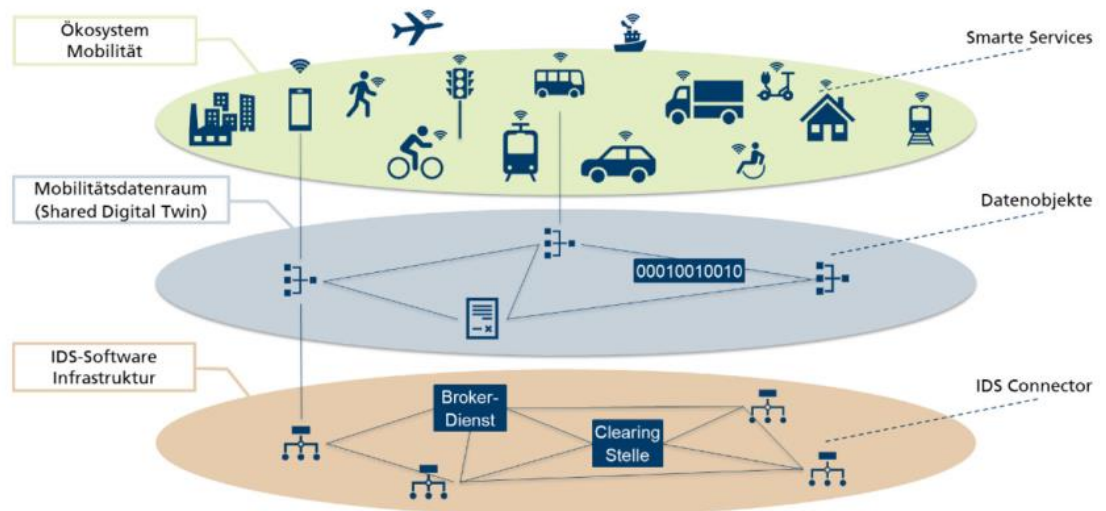 Ökosystem
Mobilität
Smarte Services
Mobilitätsdatenraum
(Shared Digital Twin)
Datenobjekte
00010010010
IDS-Software
Infrastruktur
IDS Connector
Broker-
Dienst
Clearing
Stelle